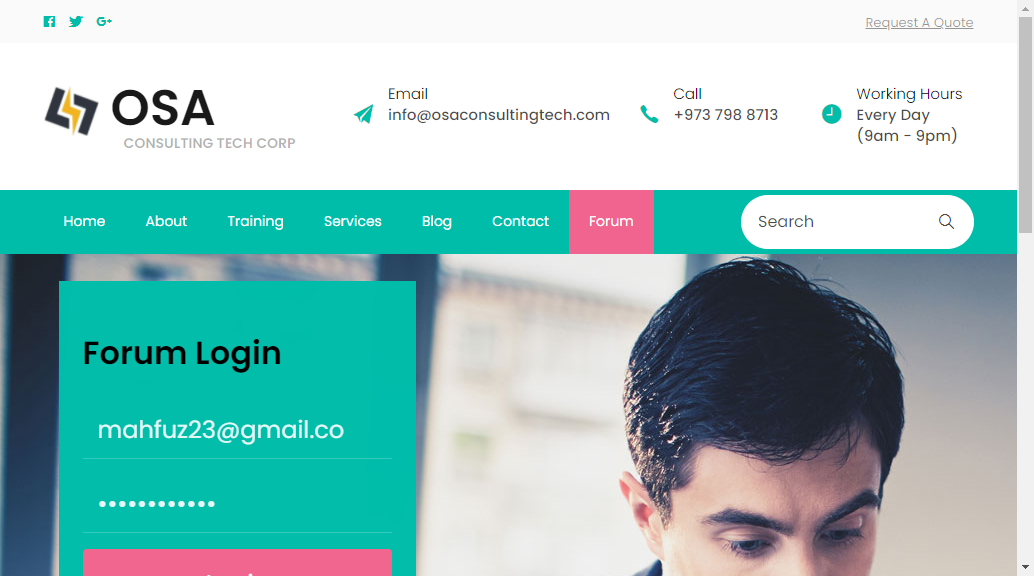 Request A Quote
OSA
CONSULTING TECH CORP
Email
info@osaconsultingtech.com
Call
+973 798 8713
Working Hours
Every Day
(9am - 9pm)
Home
About
Training
Services
Blog
Contact
Forum
Search
Forum Login
mahfuz23@gmail.co
••••••••••••